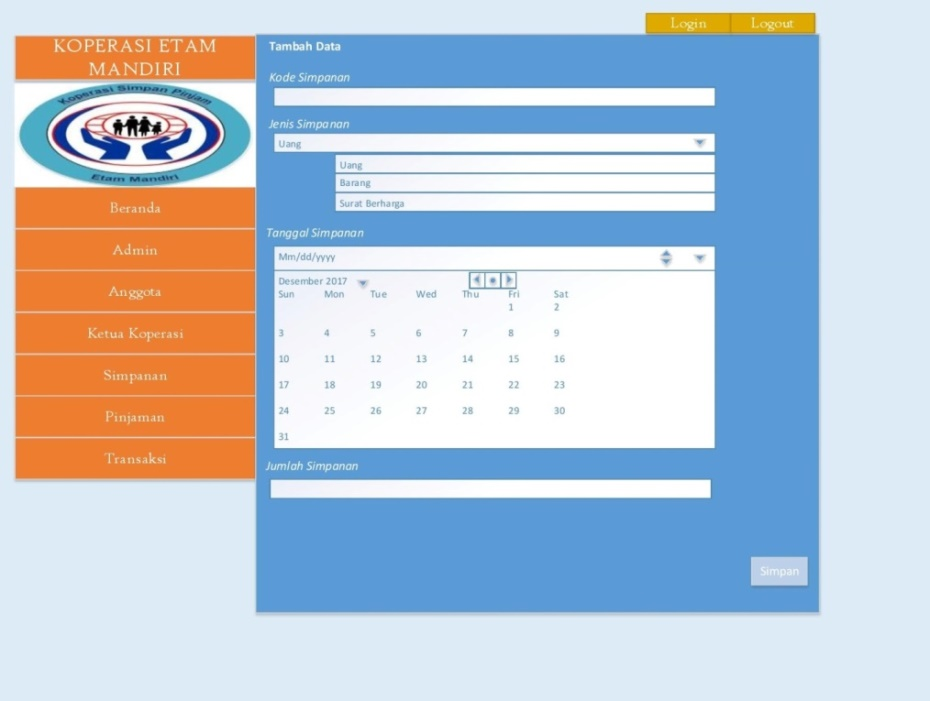 Login Logout
KOPERASI ETAM
MANDIRI
Koperasi Simpan Pinjam
Etam Mandiri
Beranda
Admin
Anggota
Ketua Koperasi
Simpanan
Pinjaman
Transaksi
Tambah Data
Kode Simpanan
Jenis Simpanan
Uang
Uang
Barang
Surat Berharga
Tanggal Simpanan
Mm/dd/yyyy
Desember 2017
Sun Mon Tue Wed Thu Fri Sat
1 2
3 4 5 6 7 8 9
10 11 12 13 14 15 16
17 18 19 20 21 22 23
24 25 26 27 28 29 30
31
Jumlah Simpanan
Simpan